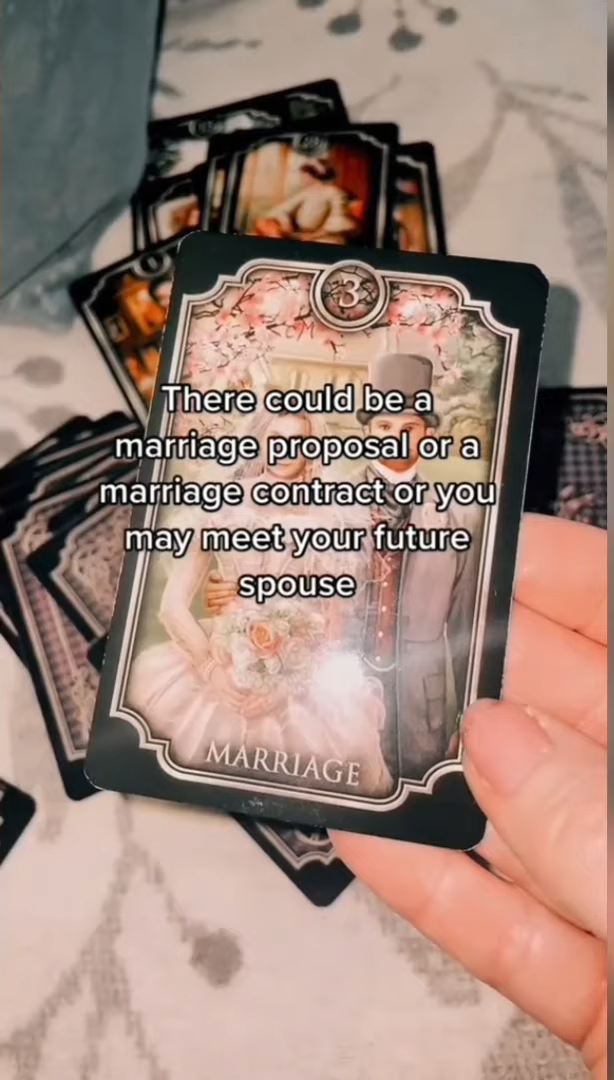 3
There could be a
marriage proposal or a
marriage contract or you
may meet your future
spouse
MARRIAGE